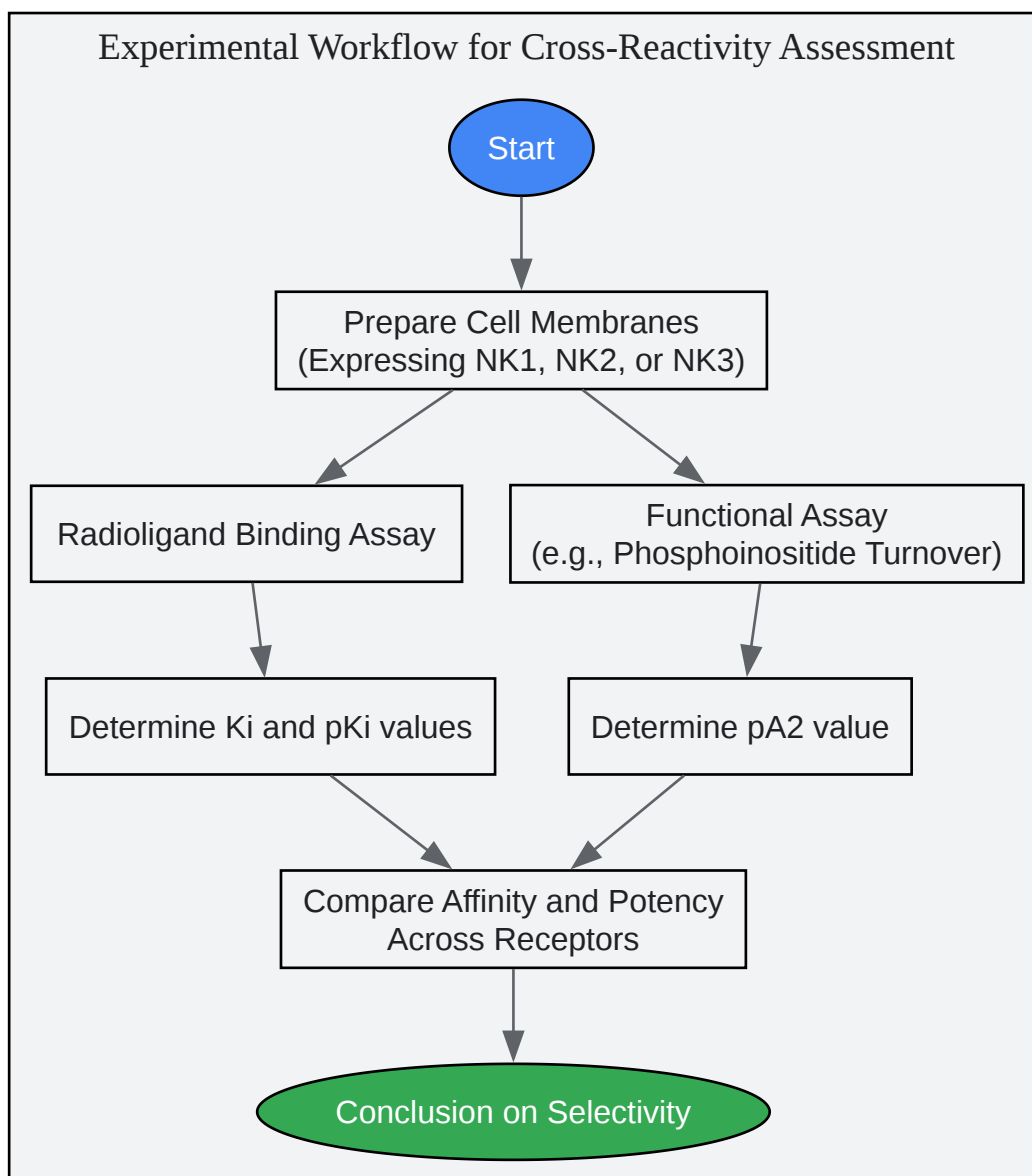 Experimental Workflow for Cross-Reactivity Assessment
Start
Prepare Cell Membranes
(Expressing NK1, NK2, or NK3)
Radioligand Binding Assay
Functional Assay
(e.g., Phosphoinositide Turnover)
Determine Ki and pKi values
Determine pA2 value
Compare Affinity and Potency
Across Receptors
Conclusion on Selectivity